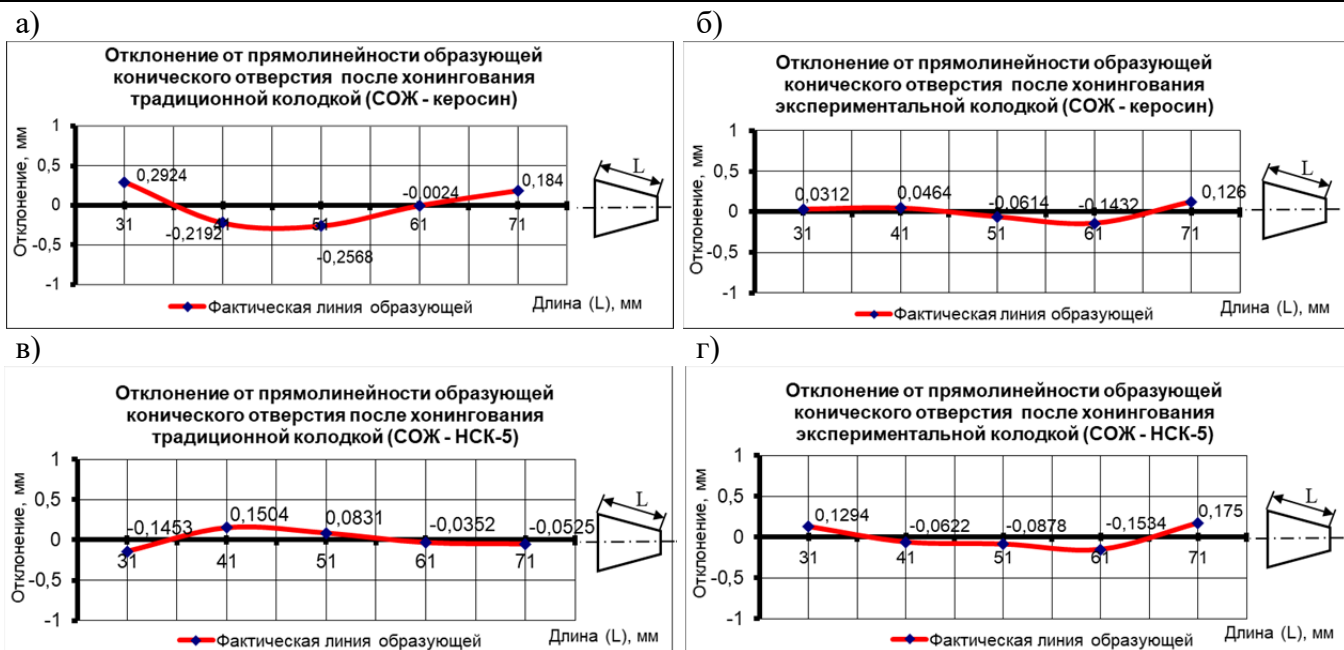 а)
Отклонение от прямолинейности образующей
конического отверстия после хонингования
традиционной колодкой (СОЖ - керосин)
Отклонение, мм
1
0,5
0
-0,5
-1
0,2924
-0,2192
-0,2568
-0,0024
0,184
31
41
51
61
71
L
Фактическая линия образующей
Длина (L), мм
б)
Отклонение от прямолинейности образующей
конического отверстия после хонингования
экспериментальной колодкой (СОЖ - керосин)
Отклонение, мм
1
0,5
0
-0,5
-1
0,0312
0,0464
-0,0614
-0,1432
0,126
31
41
51
61
71
L
Фактическая линия образующей
Длина (L), мм
в)
Отклонение от прямолинейности образующей
конического отверстия после хонингования
традиционной колодкой (СОЖ - НСК-5)
Отклонение, мм
1
0,5
0
-0,5
-1
-0,1453
0,1504
0,0831
-0,0352
-0,0525
31
41
51
61
71
L
Фактическая линия образующей
Длина (L), мм
г)
Отклонение от прямолинейности образующей
конического отверстия после хонингования
экспериментальной колодкой (СОЖ - НСК-5)
Отклонение, мм
1
0,5
0
-0,5
-1
0,1294
-0,0622
-0,0878
-0,1534
0,175
31
41
51
61
71
L
Фактическая линия образующей
Длина (L), мм